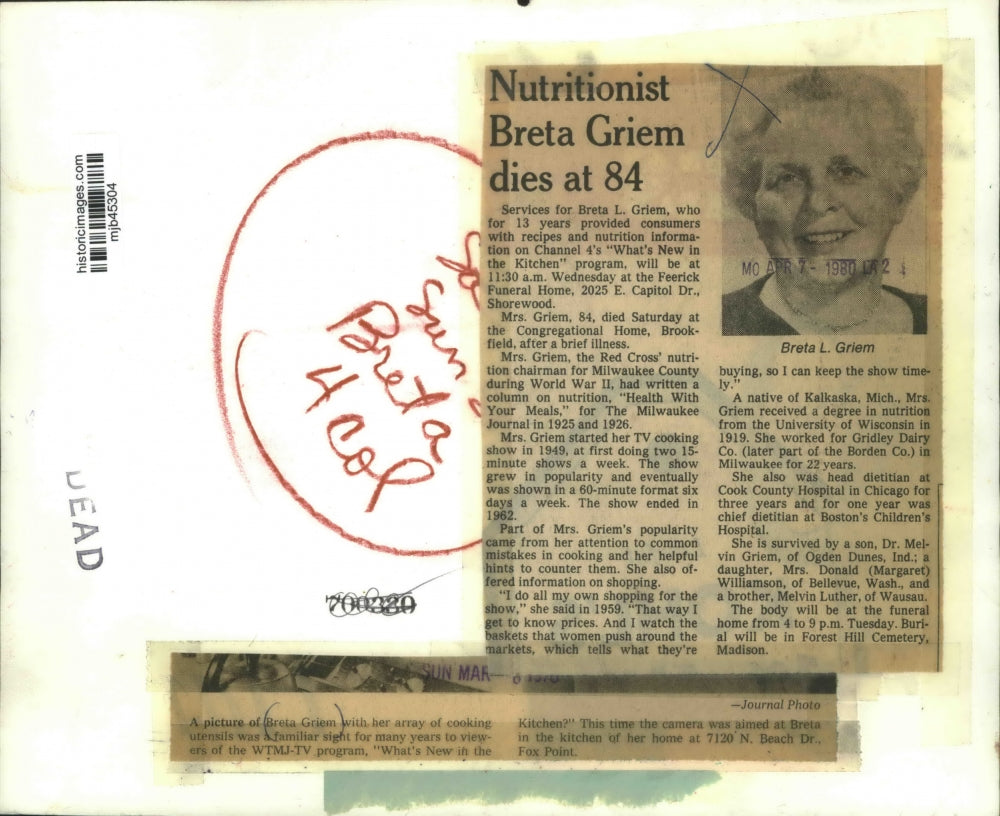 historicimages.com
mjb45304
Sun
Breta
4 Col
DEAD
700380
Nutritionist
Breta Griem
dies at 84
Services for Breta L. Griem, who
for 13 years provided consumers
with recipes and nutrition informa-
tion on Channel 4's "What's New in
the Kitchen" program, will be at
11:30 a.m. Wednesday at the Feerick
Funeral Home, 2025 E. Capitol Dr.,
Shorewood.
Mrs. Griem, 84, died Saturday at
the Congregational Home, Brook-
field, after a brief illness.
Mrs. Griem, the Red Cross' nutri-
tion chairman for Milwaukee County
during World War II, had written a
column on nutrition, "Health With
Your Meals," for The Milwaukee
Journal in 1925 and 1926.
Mrs. Griem started her TV cooking
show in 1949, at first doing two 15-
minute shows a week. The show
grew in popularity and eventually
was shown in a 60-minute format six
days a week. The show ended in
1962.
Part of Mrs. Griem's popularity
came from her attention to common
mistakes in cooking and her helpful
hints to counter them. She also of-
fered information on shopping.
"I do all my own shopping for the
show," she said in 1959. "That way I
get to know prices. And I watch the
baskets that women push around the
markets, which tells what they're
MO APR 7 - 1980 LA 2
Breta L. Griem
buying, so I can keep the show time-
ly."
A native of Kalkaska, Mich., Mrs.
Griem received a degree in nutrition
from the University of Wisconsin in
1919. She worked for Gridley Dairy
Co. (later part of the Borden Co.) in
Milwaukee for 22 years.
She also was head dietitian at
Cook County Hospital in Chicago for
three years and for one year was
chief dietitian at Boston's Children's
Hospital.
She is survived by a son, Dr. Mel-
vin Griem, of Ogden Dunes, Ind.; a
daughter, Mrs. Donald (Margaret)
Williamson, of Bellevue, Wash., and
a brother, Melvin Luther, of Wausau.
The body will be at the funeral
home from 4 to 9 p.m. Tuesday. Buri-
al will be in Forest Hill Cemetery,
Madison.
SUN MAR
—Journal Photo
A picture of Breta Griem with her array of cooking
utensils was a familiar sight for many years to view-
ers of the WTMJ-TV program, "What's New in the
Kitchen?" This time the camera was aimed at Breta
in the kitchen of her home at 7120 N. Beach Dr.,
Fox Point.